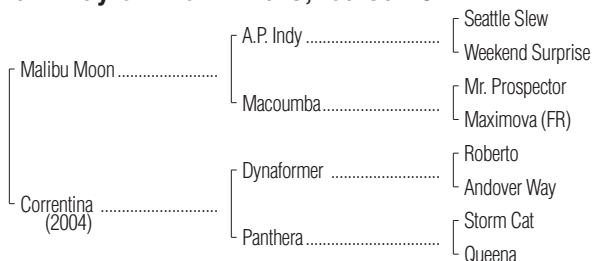 Seattle Slew
A.P. Indy ..............................
Weekend Surprise
Malibu Moon ......................
Mr. Prospector
Macoumba..........................
Maximova (FR)
Roberto
Dynaformer ........................
Andover Way
Correntina .........................
(2004)
Storm Cat
Panthera.............................
Queena